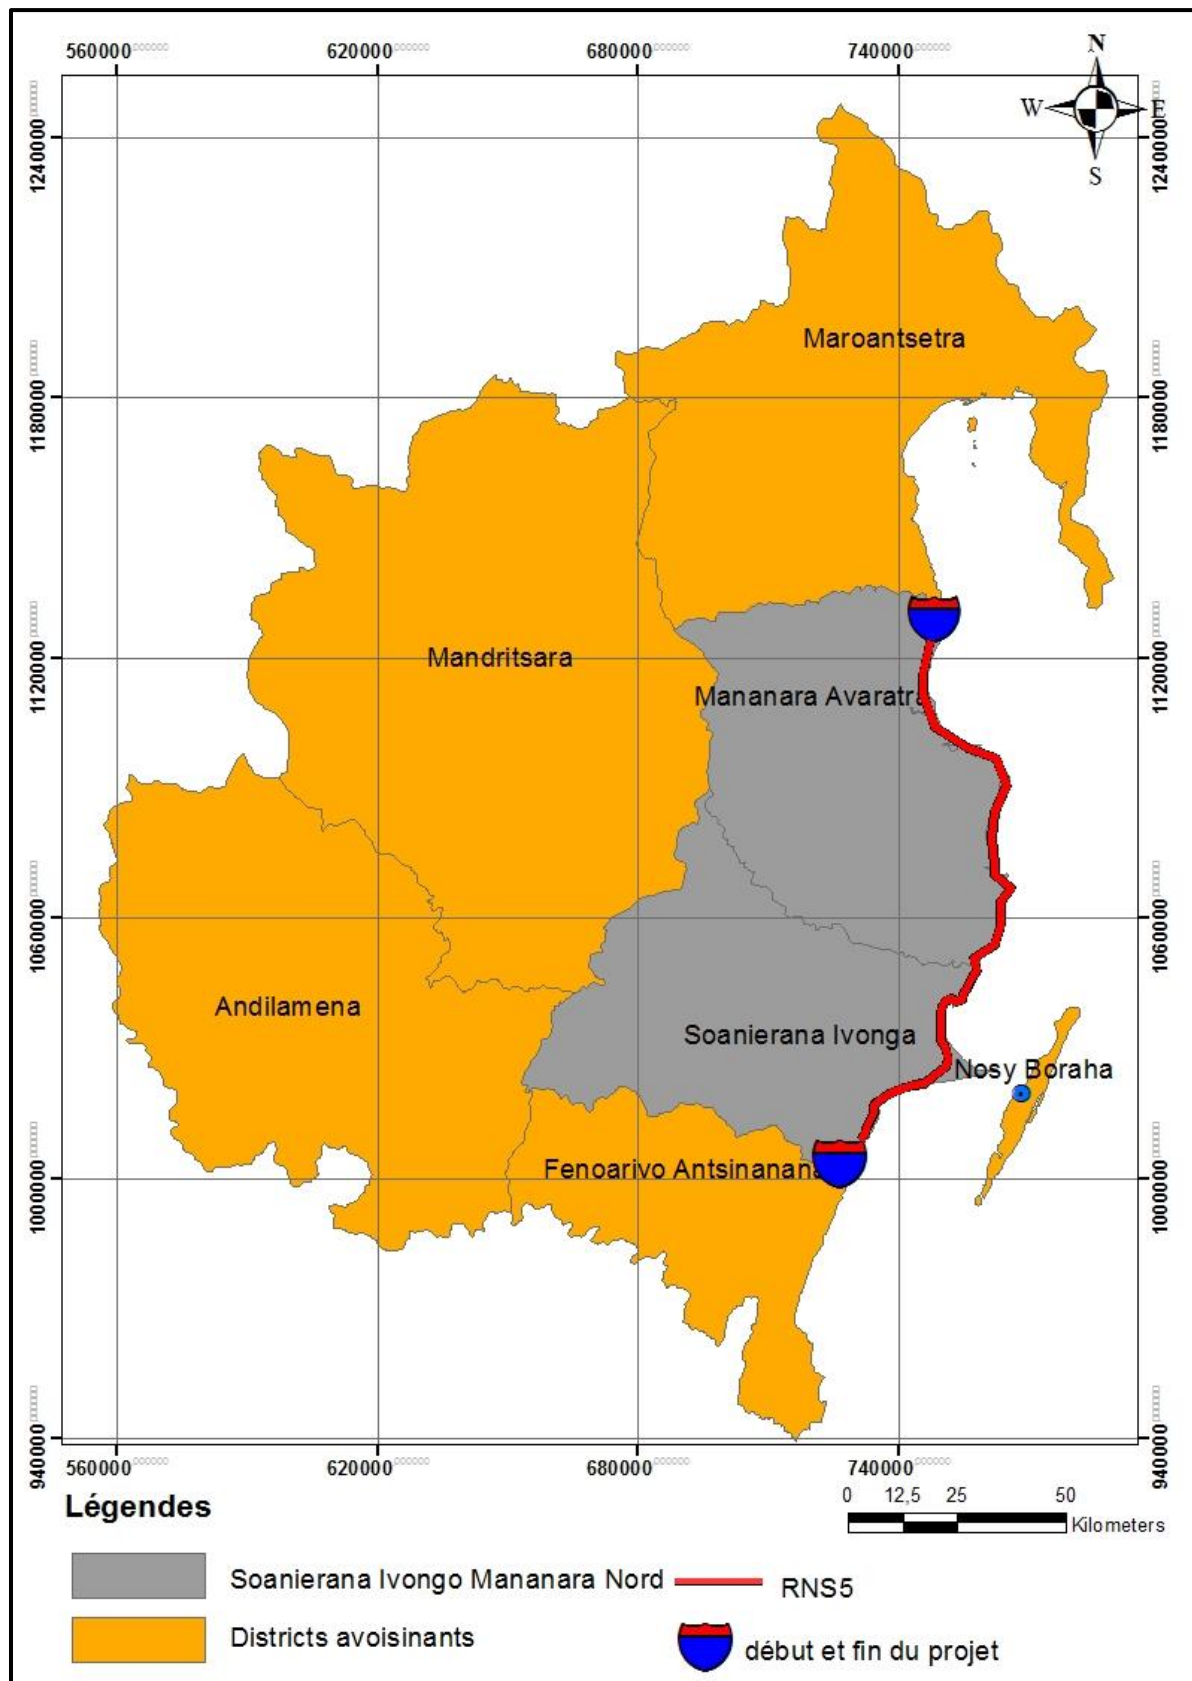 560000 620000 680000 740000
N
W E
S
1240000 1240000
Maroantsetra
1180000 1180000
Mandritsara
1120000 1120000
Mananara Avaratra
1060000 1060000
Andilamena
Soanierana Ivonga
Nosy Boraha
Fenoarivo Antsinanana
1000000 1000000
940000 940000
560000 620000 680000 740000
Légendes
0 12,5 25 50
Kilometers
Soanierana Ivongo Mananara Nord
RNS5
Districts avoisinants
début et fin du projet